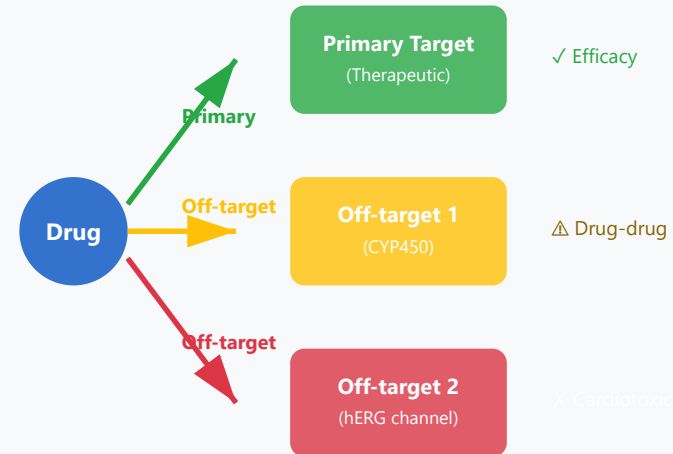 Primary Target
(Therapeutic)
✓ Efficacy
Primary
Off-target
Off-target 1
(CYP450)
⚠ Drug-drug
Drug
Off-target
Off-target 2
(hERG channel)
X Cardiotoxic